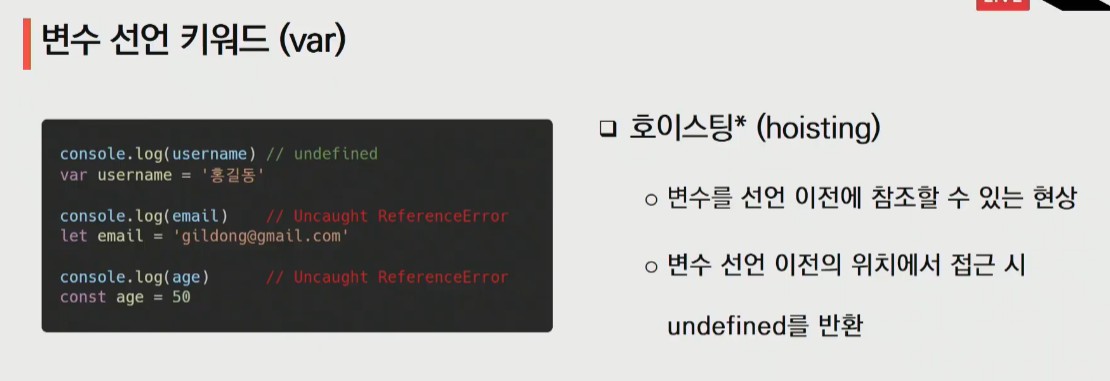 변수 선언 키워드 (var)
console.log(username) // undefined
var username = '홍길동'
console.log(email)    // Uncaught ReferenceError
let email = 'gildong@gmail.com'
console.log(age)      // Uncaught ReferenceError
const age = 50
호이스팅* (hoisting)
변수를 선언 이전에 참조할 수 있는 현상
변수 선언 이전의 위치에서 접근 시
undefined를 반환